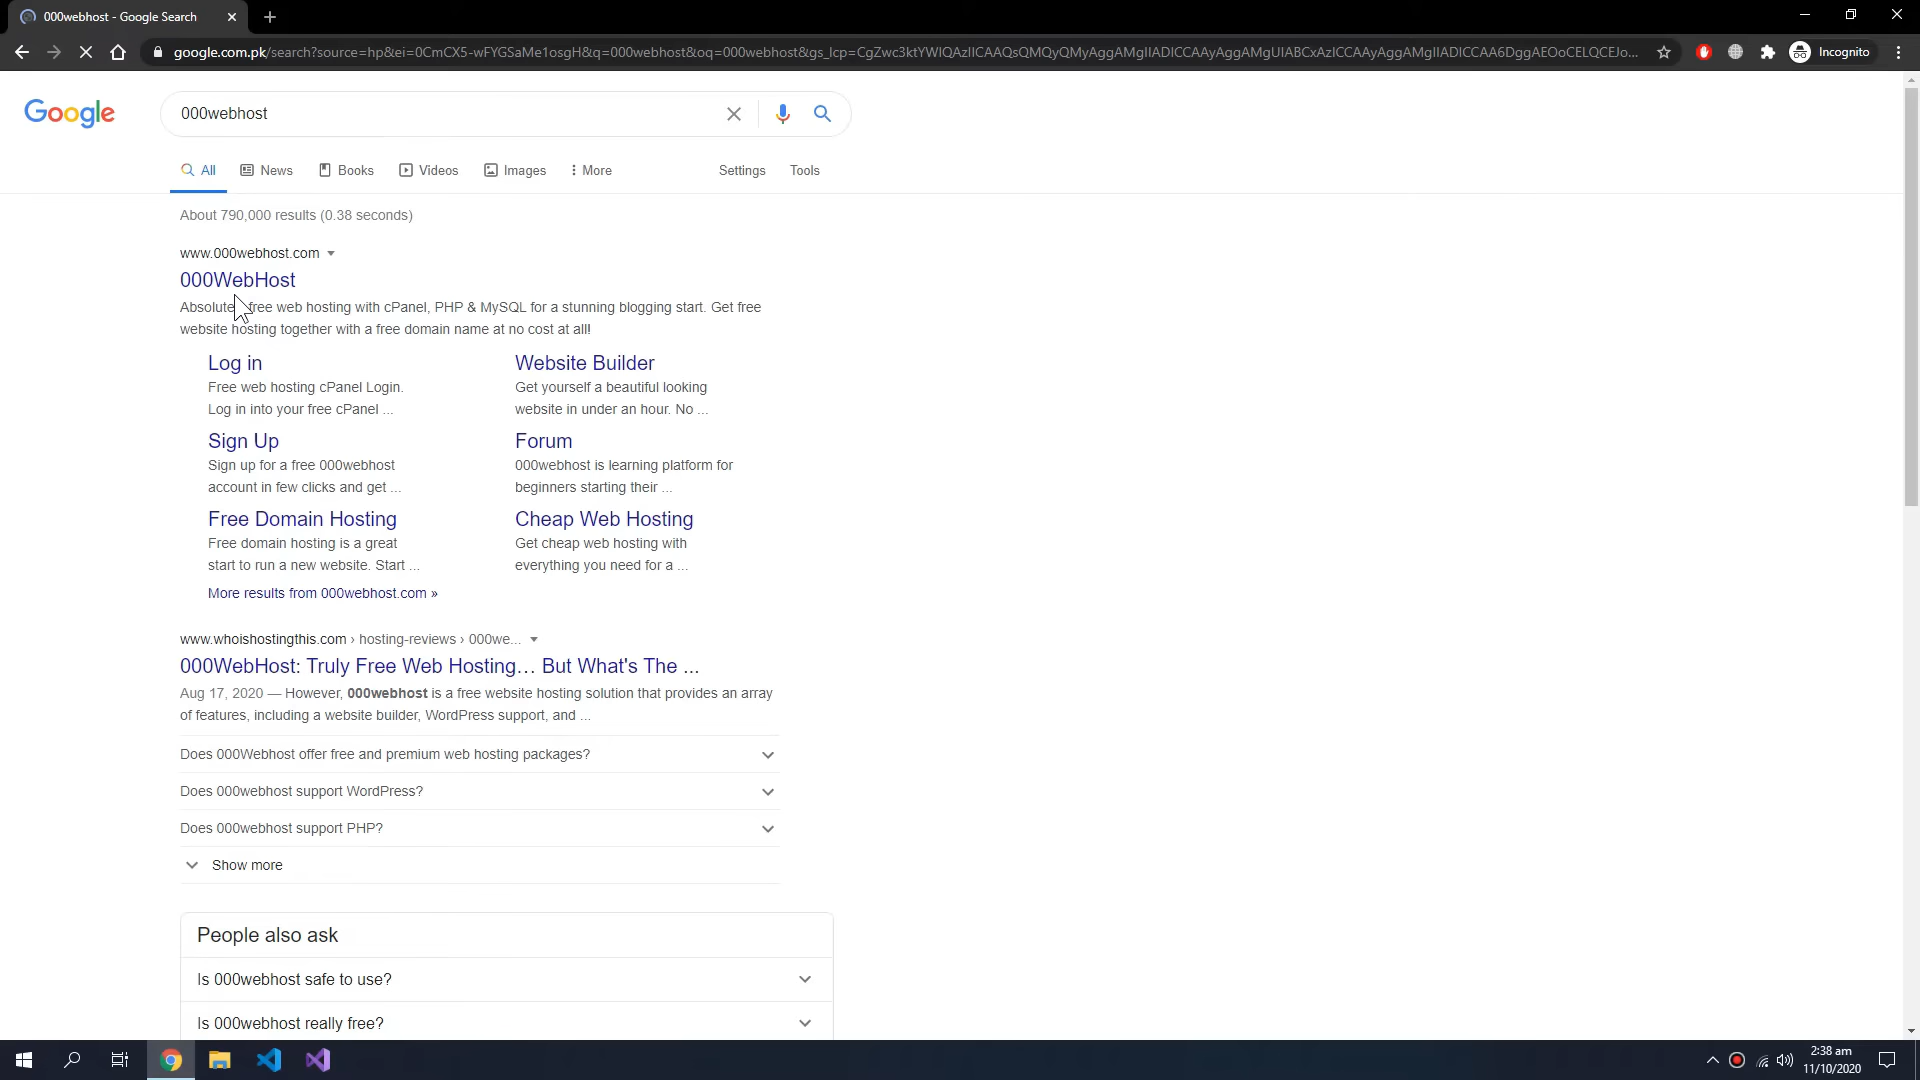 000webhost - Google Search
google.com.pk/search?source=hp&ei=0CmCX5-wFYGSaMe1osgH&q=000webhost&oq=000webhost&gs_lcp=CgZwc3ktYWIQAzIICAAQsQMQyQMyAggAMgIIADICCAAyAggAMgUIABCxAzICCAAyAggAMgIIADICCAA6DggAEOoCELQCEJo...
Incognito
Google
000webhost
All
News
Books
Videos
Images
More
Settings
Tools
About 790,000 results (0.38 seconds)
www.000webhost.com
000WebHost
free web hosting with cPanel, PHP & MySQL for a stunning blogging start. Get free
website hosting together with a free domain name at no cost at all!
Log in
Free web hosting cPanel Login.
Log in into your free cPanel ...
Website Builder
Get yourself a beautiful looking
website in under an hour. No ...
Sign Up
Sign up for a free 000webhost
account in few clicks and get ...
Forum
000webhost is learning platform for
beginners starting their ...
Free Domain Hosting
Free domain hosting is a great
start to run a new website. Start ...
Cheap Web Hosting
Get cheap web hosting with
everything you need for a ...
More results from 000webhost.com »
www.whoishostingthis.com › hosting-reviews › 000we...
000WebHost: Truly Free Web Hosting… But What's The ...
Aug 17, 2020 — However, 000webhost is a free website hosting solution that provides an array
of features, including a website builder, WordPress support, and ...
Does 000Webhost offer free and premium web hosting packages?
Does 000webhost support WordPress?
Does 000webhost support PHP?
Show more
People also ask
Is 000webhost safe to use?
Is 000webhost really free?
2:38 am
11/10/2020